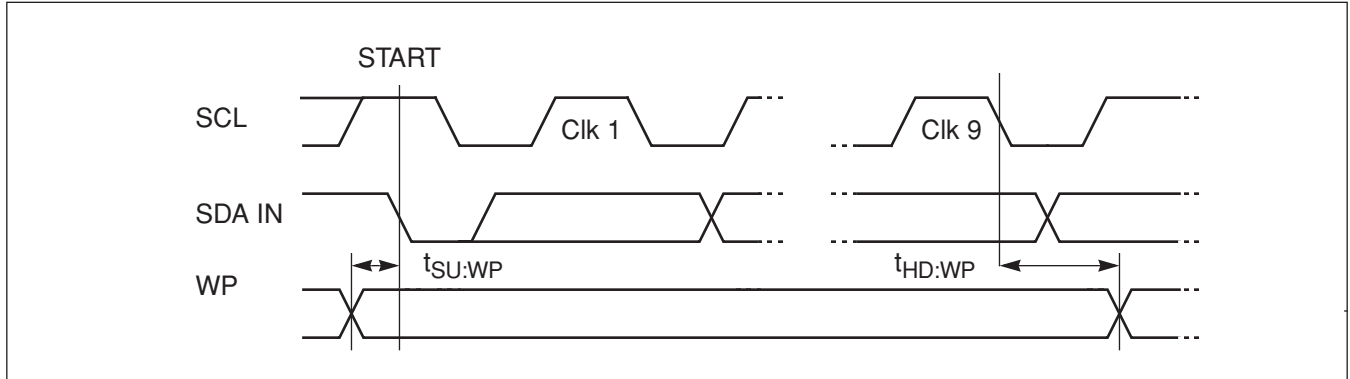 START
SCL
Clk 1
Clk 9
SDA IN
tSU:WP
tHD:WP
WP